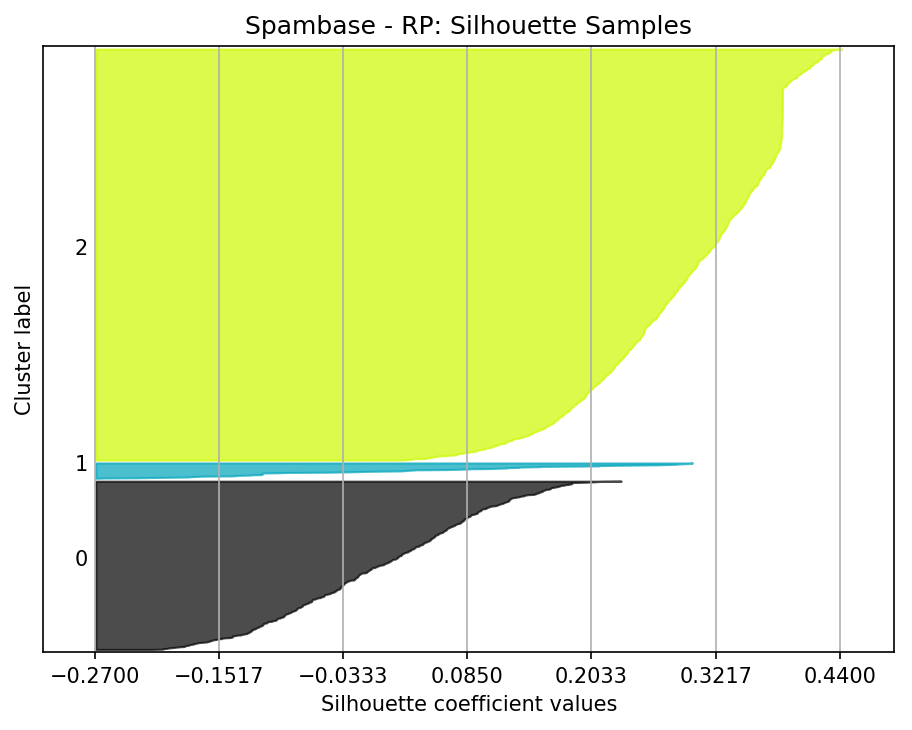 Spambase - RP: Silhouette Samples
Cluster label
2
1
0
−0.2700 −0.1517 −0.0333 0.0850 0.2033 0.3217 0.4400
Silhouette coefficient values